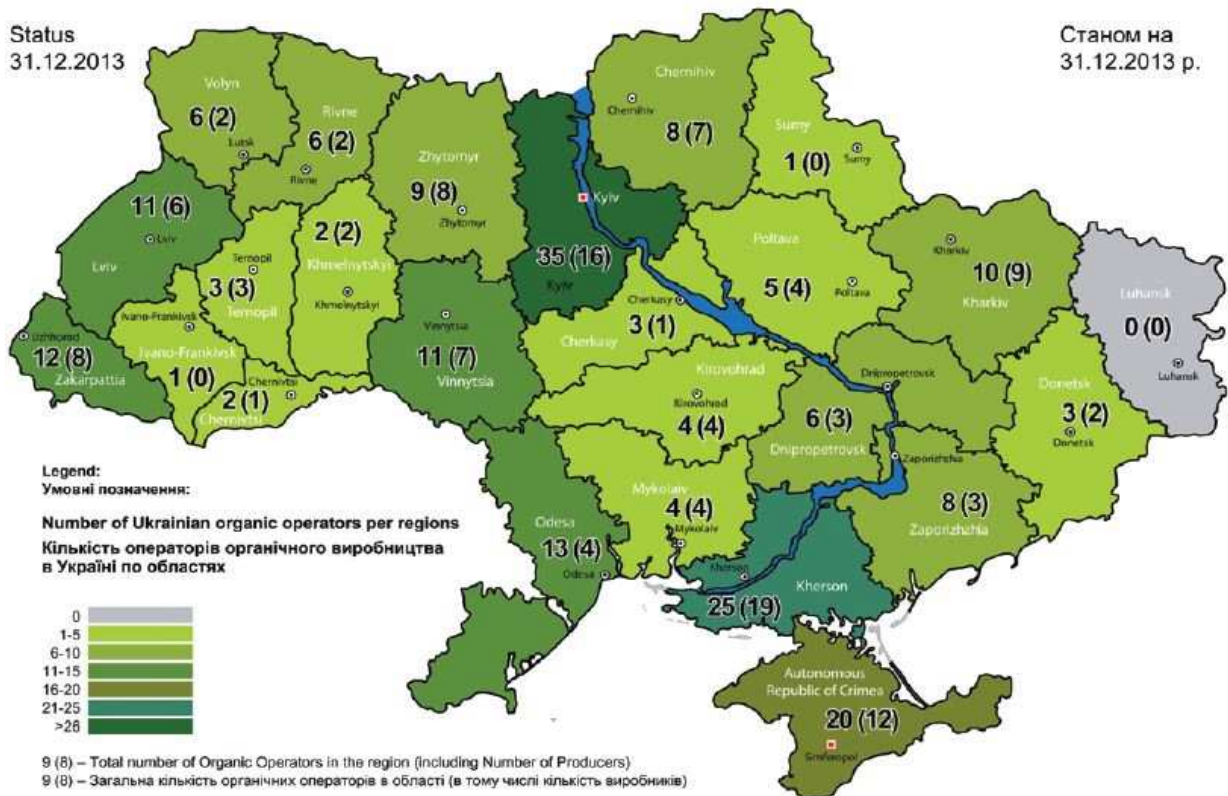 Status
31.12.2013
Станом на
31.12.2013 р.
Volyn
6 (2)
Lutsk
Rivne
6 (2)
Rivne
Zhytomyr
9 (8)
Zhytomyr
Chernihiv
Chernihiv
8 (7)
Sumy
1 (0)
Sumy
Kyiv
35 (16)
Kyiv
11 (6)
Lviv
Lviv
2 (2)
Khmelnytskyi
Khmelnytskyi
Ternopil
3 (3)
Ternopil
Poltava
5 (4)
Poltava
Kharkiv
10 (9)
Kharkiv
Luhansk
0 (0)
Luhansk
Uzhhorod
12 (8)
Zakarpattia
Ivano-Frankivsk
Ivano-Frankivsk
1 (0)
Chernivtsi
2 (1)
Chernivtsi
Vinnytsia
11 (7)
Vinnytsia
Cherkasy
3 (1)
Cherkasy
Kirovohrad
Kirovohrad
4 (4)
Dnipropetrovsk
6 (3)
Dnipropetrovsk
Donetsk
3 (2)
Donetsk
Zaporizhzhia
8 (3)
Zaporizhzhia
Mykolaiv
4 (4)
Mykolaiv
Odesa
13 (4)
Odesa
Kherson
Kherson
25 (19)
Autonomous
Republic of Crimea
20 (12)
Simferopol
Legend:
Умовні позначення:
Number of Ukrainian organic operators per regions
Кількість операторів органічного виробництва
в Україні по областях
0
1-5
6-10
11-15
16-20
21-25
>26
9 (8) – Total number of Organic Operators in the region (including Number of Producers)
9 (8) – Загальна кількість органічних операторів в області (в тому числі кількість виробників)